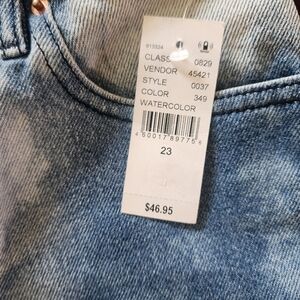 CLASS 0829
VENDOR 45421
STYLE 0037
COLOR 349
WATERCOLOR
23
$46.95